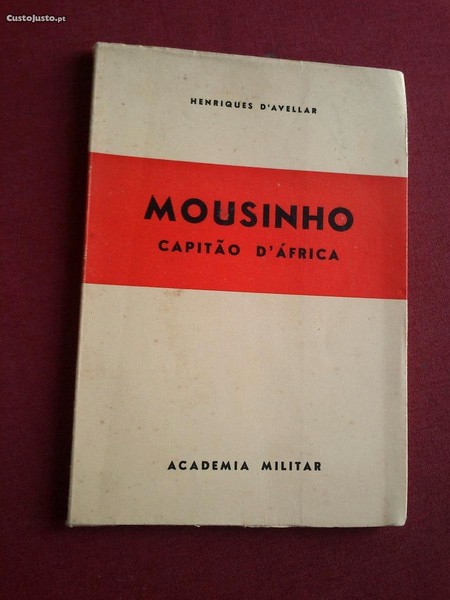 CustoJusto.pt
HENRIQUES D'AVELLAR
MOUSINHO
CAPITÃO D'ÁFRICA
ACADEMIA MILITAR